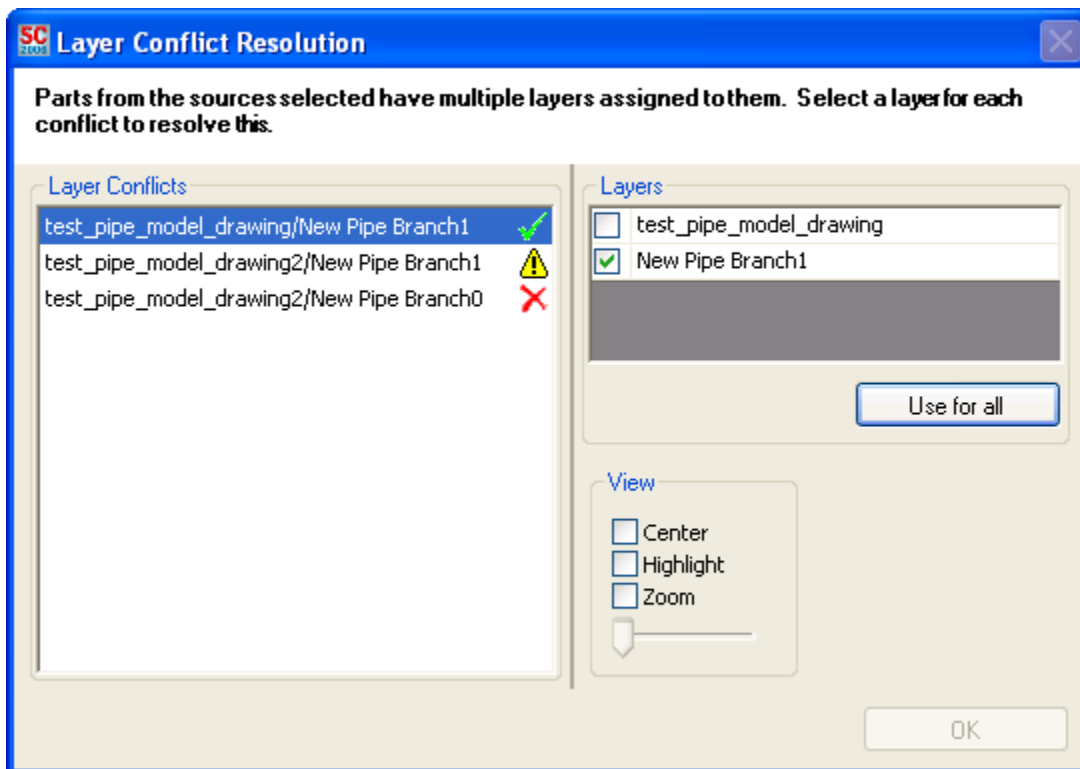 SC
2008
Layer Conflict Resolution
Parts from the sources selected have multiple layers assigned to them. Select a layer for each
conflict to resolve this.
Layer Conflicts
test_pipe_model_drawing/New Pipe Branch1
test_pipe_model_drawing2/New Pipe Branch1
test_pipe_model_drawing2/New Pipe Branch0
Layers
test_pipe_model_drawing
New Pipe Branch1
Use for all
View
Center
Highlight
Zoom
OK